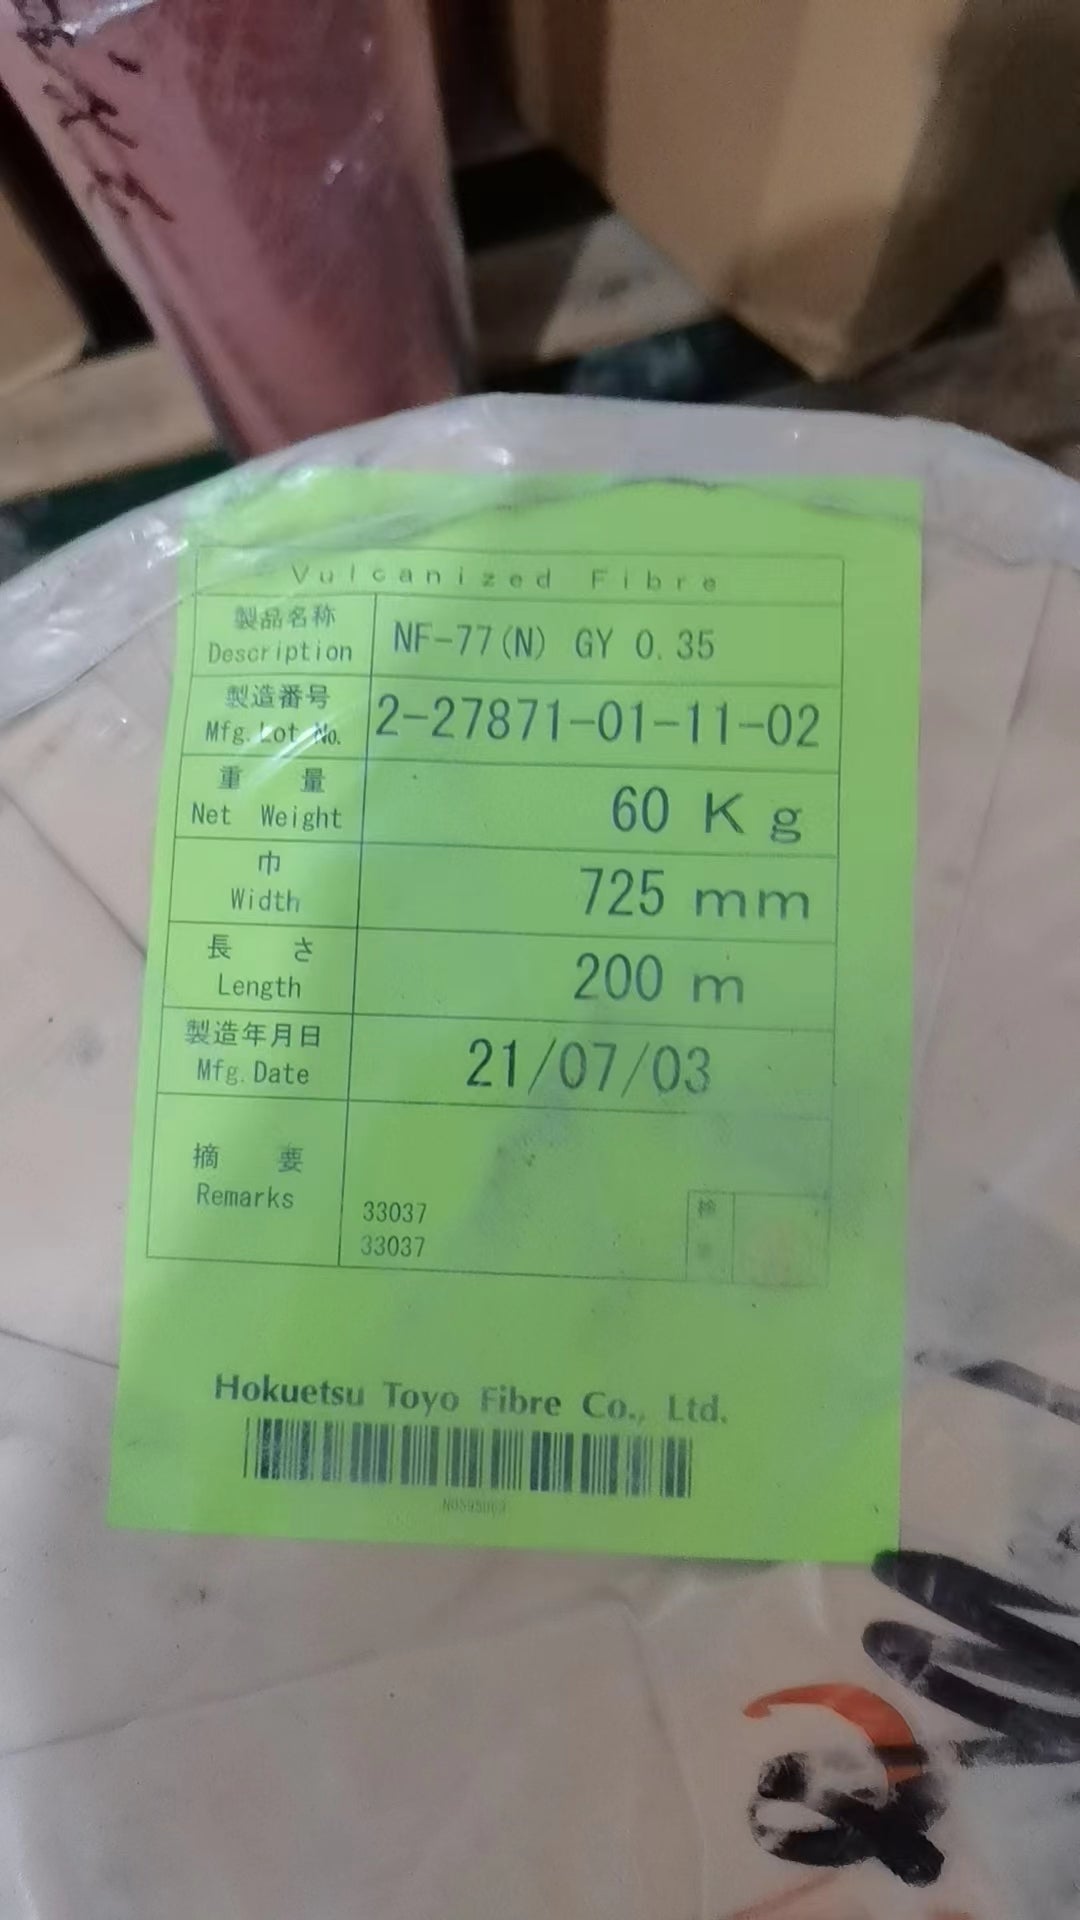 Vulcanized Fibre
製品名称
Description
NF-77(N) GY 0.35
製造番号
Mfg.Lot No.
2-27871-01-11-02
重 量
Net Weight
60 Kg
巾
Width
725 mm
長 さ
Length
200 m
製造年月日
Mfg.Date
21/07/03
摘 要
Remarks
33037
33037
検
Hokuetsu Toyo Fibre Co., Ltd.